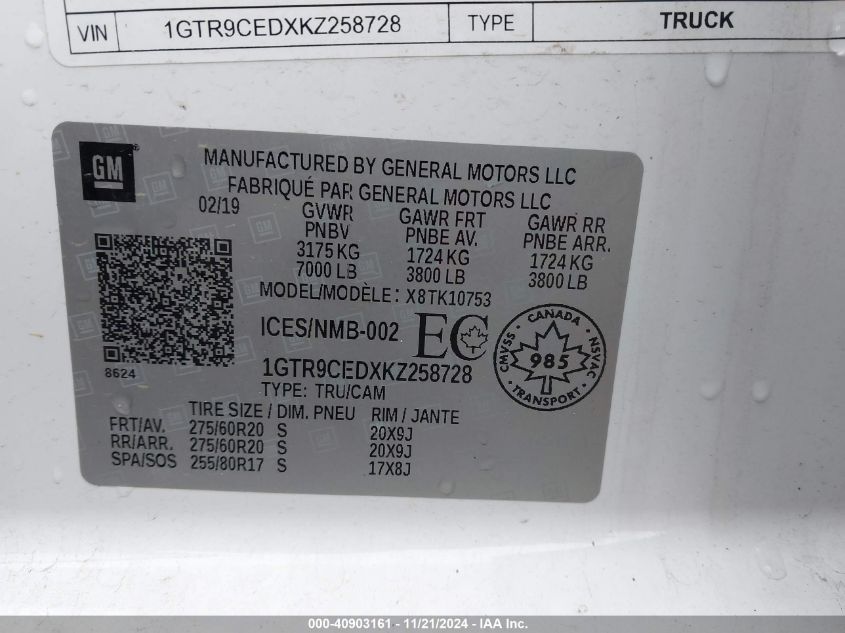 VIN 1GTR9CEDXKZ258728 TYPE TRUCK
GM
MANUFACTURED BY GENERAL MOTORS LLC
FABRIQUÉ PAR GENERAL MOTORS LLC
02/19 GVWR GAWR FRT GAWR RR
PNBV PNBE AV. PNBE ARR.
3175 KG 1724 KG 1724 KG
7000 LB 3800 LB 3800 LB
MODEL/MODÈLE: X8TK10753
ICES/NMB-002 EC
CANADA
CMVSS 985 NSVAC
TRANSPORT
8624
1GTR9CEDXKZ258728
TYPE: TRU/CAM
TIRE SIZE / DIM. PNEU RIM / JANTE
FRT/AV. 275/60R20 S 20X9J
RR/ARR. 275/60R20 S 20X9J
SPA/SOS 255/80R17 S 17X8J
000-40903161 - 11/21/2024 - IAA Inc.